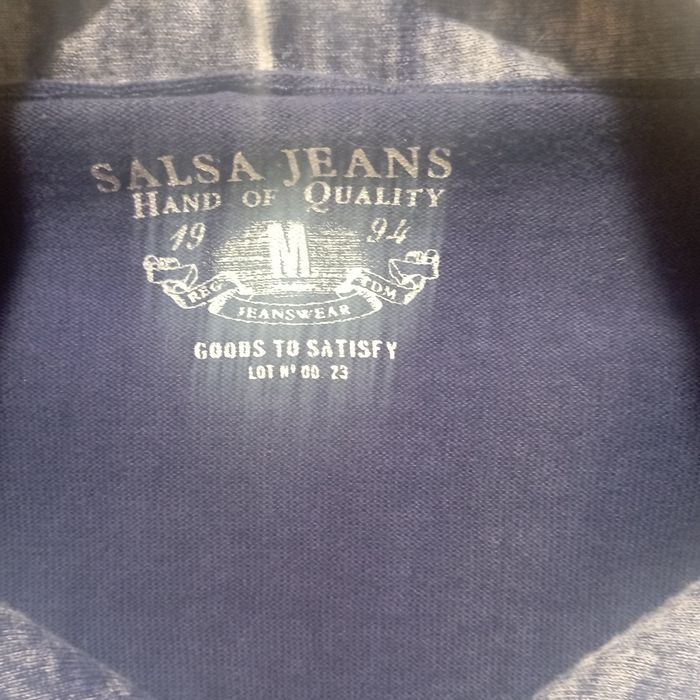 SALSA JEANS
HAND OF QUALITY
19 94
M
REG TDM
JEANSWEAR
GOODS TO SATISFY
LOT Nº 00 23